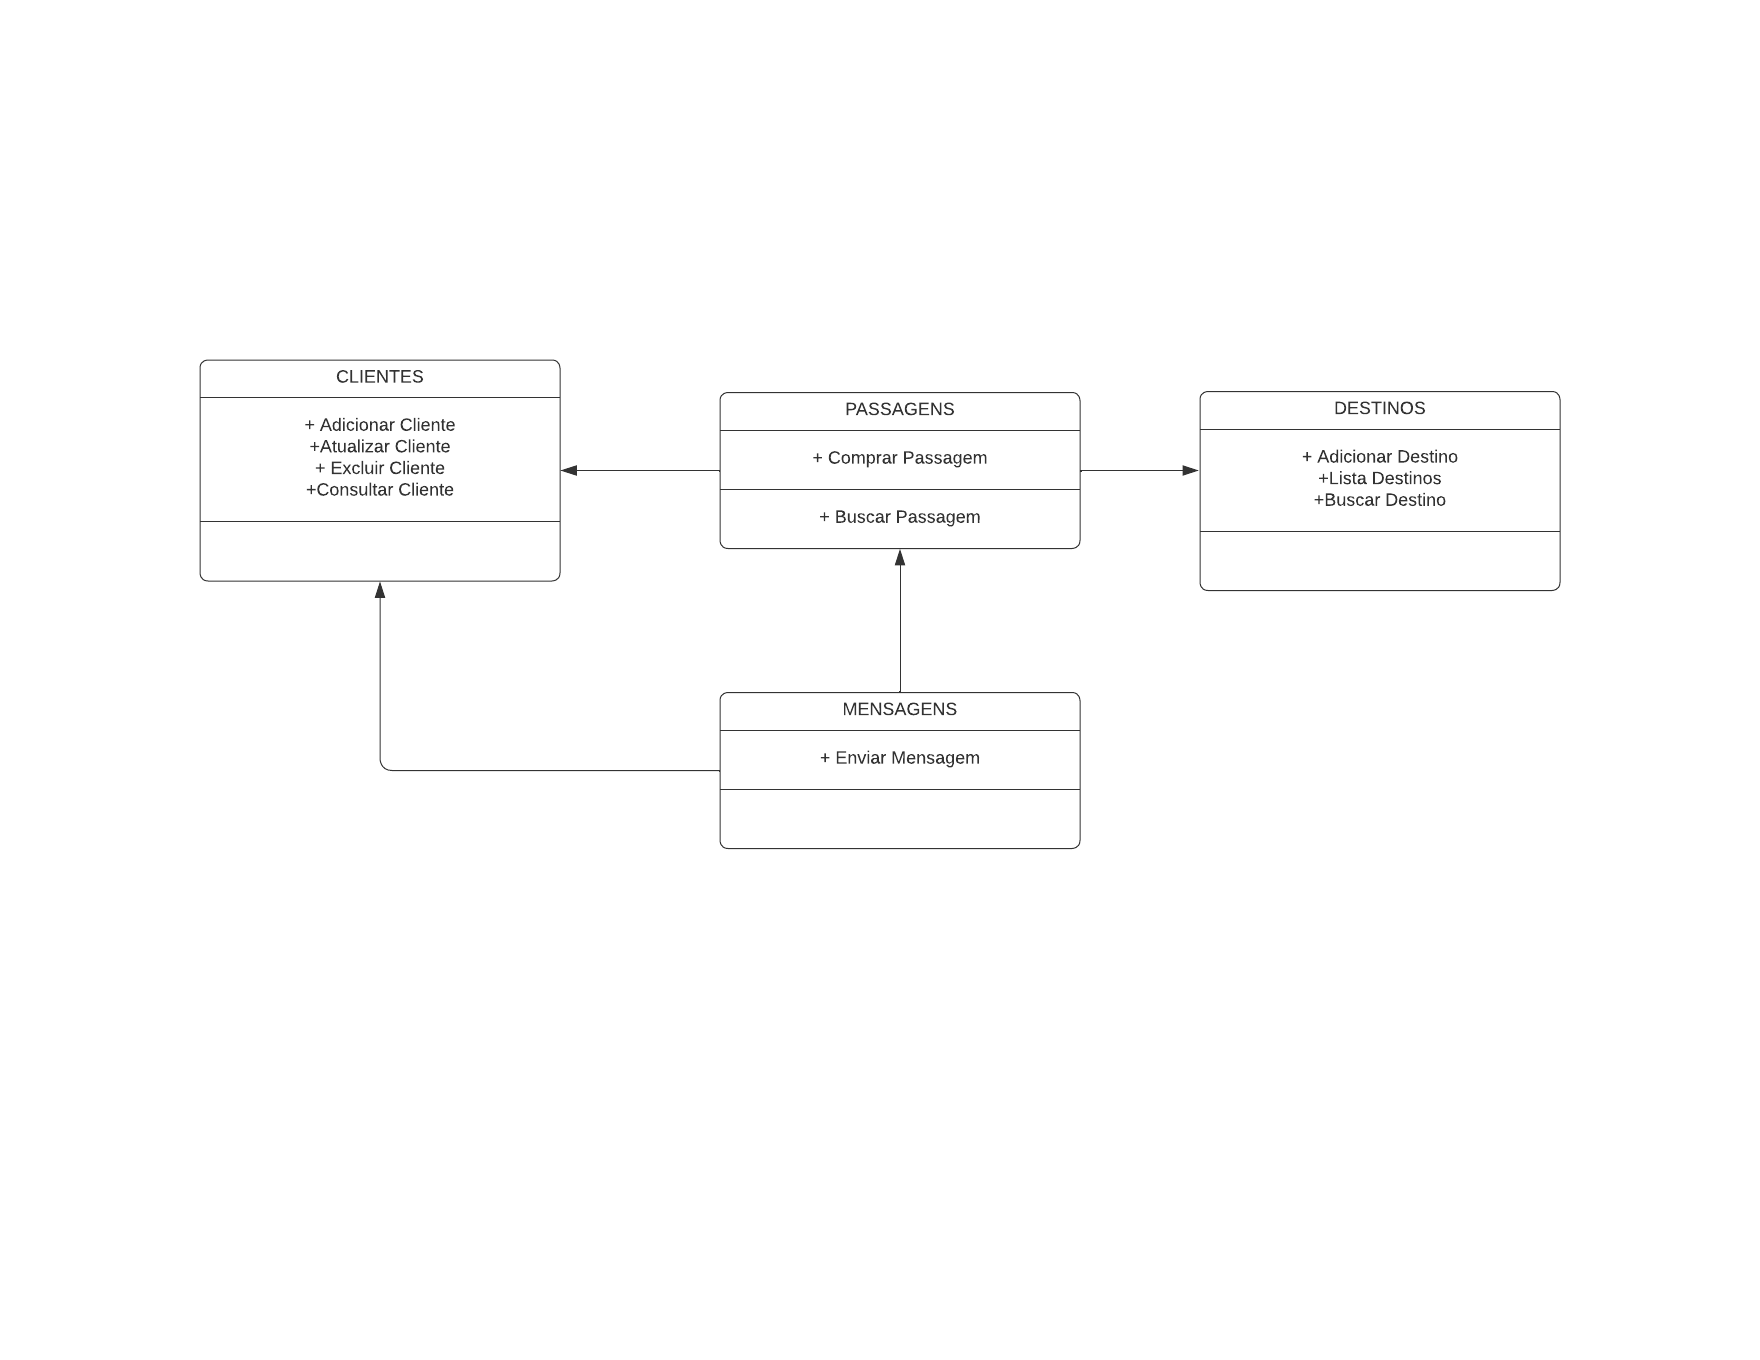 CLIENTES
+ Adicionar Cliente
+Atualizar Cliente
+ Excluir Cliente
+Consultar Cliente
PASSAGENS
+ Comprar Passagem
+ Buscar Passagem
DESTINOS
+ Adicionar Destino
+Lista Destinos
+Buscar Destino
MENSAGENS
+ Enviar Mensagem